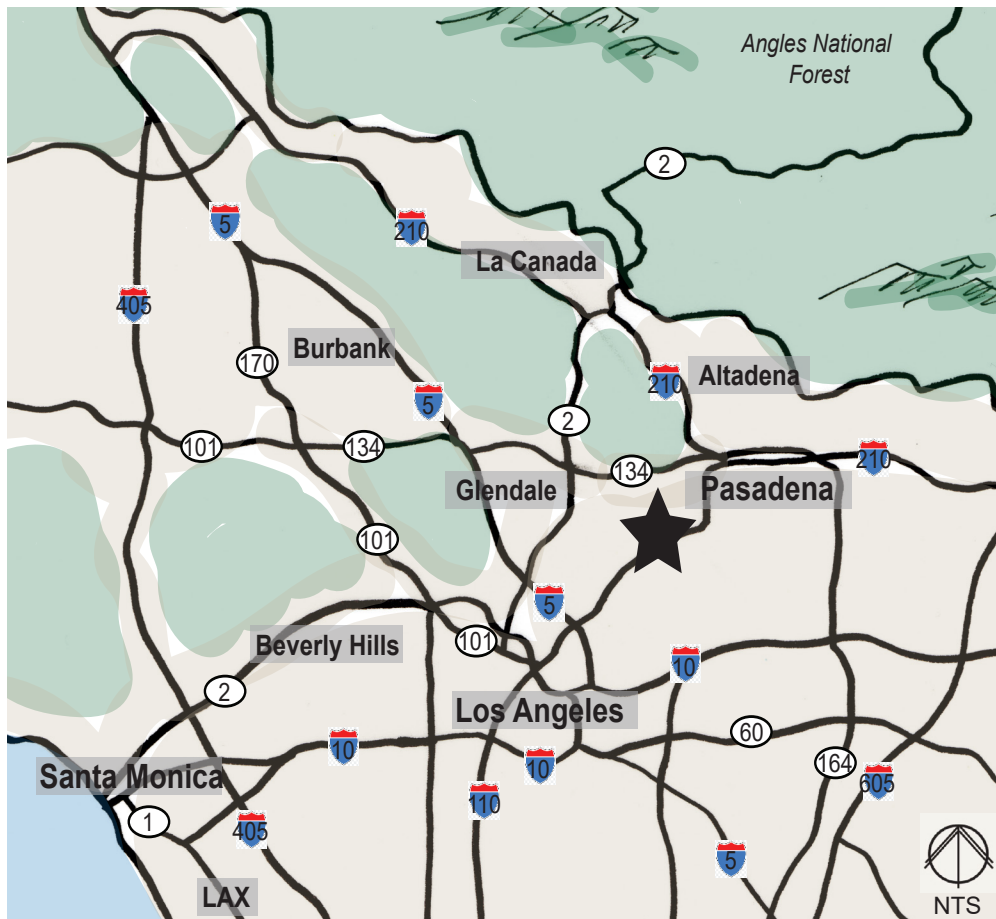 Angles National
Forest
2
5
210
La Canada
405
Burbank
170
210
Altadena
5
2
101
134
134
210
Glendale
Pasadena
101
5
Beverly Hills
101
10
2
Los Angeles
60
10
10
164
Santa Monica
605
110
1
405
5
LAX
NTS